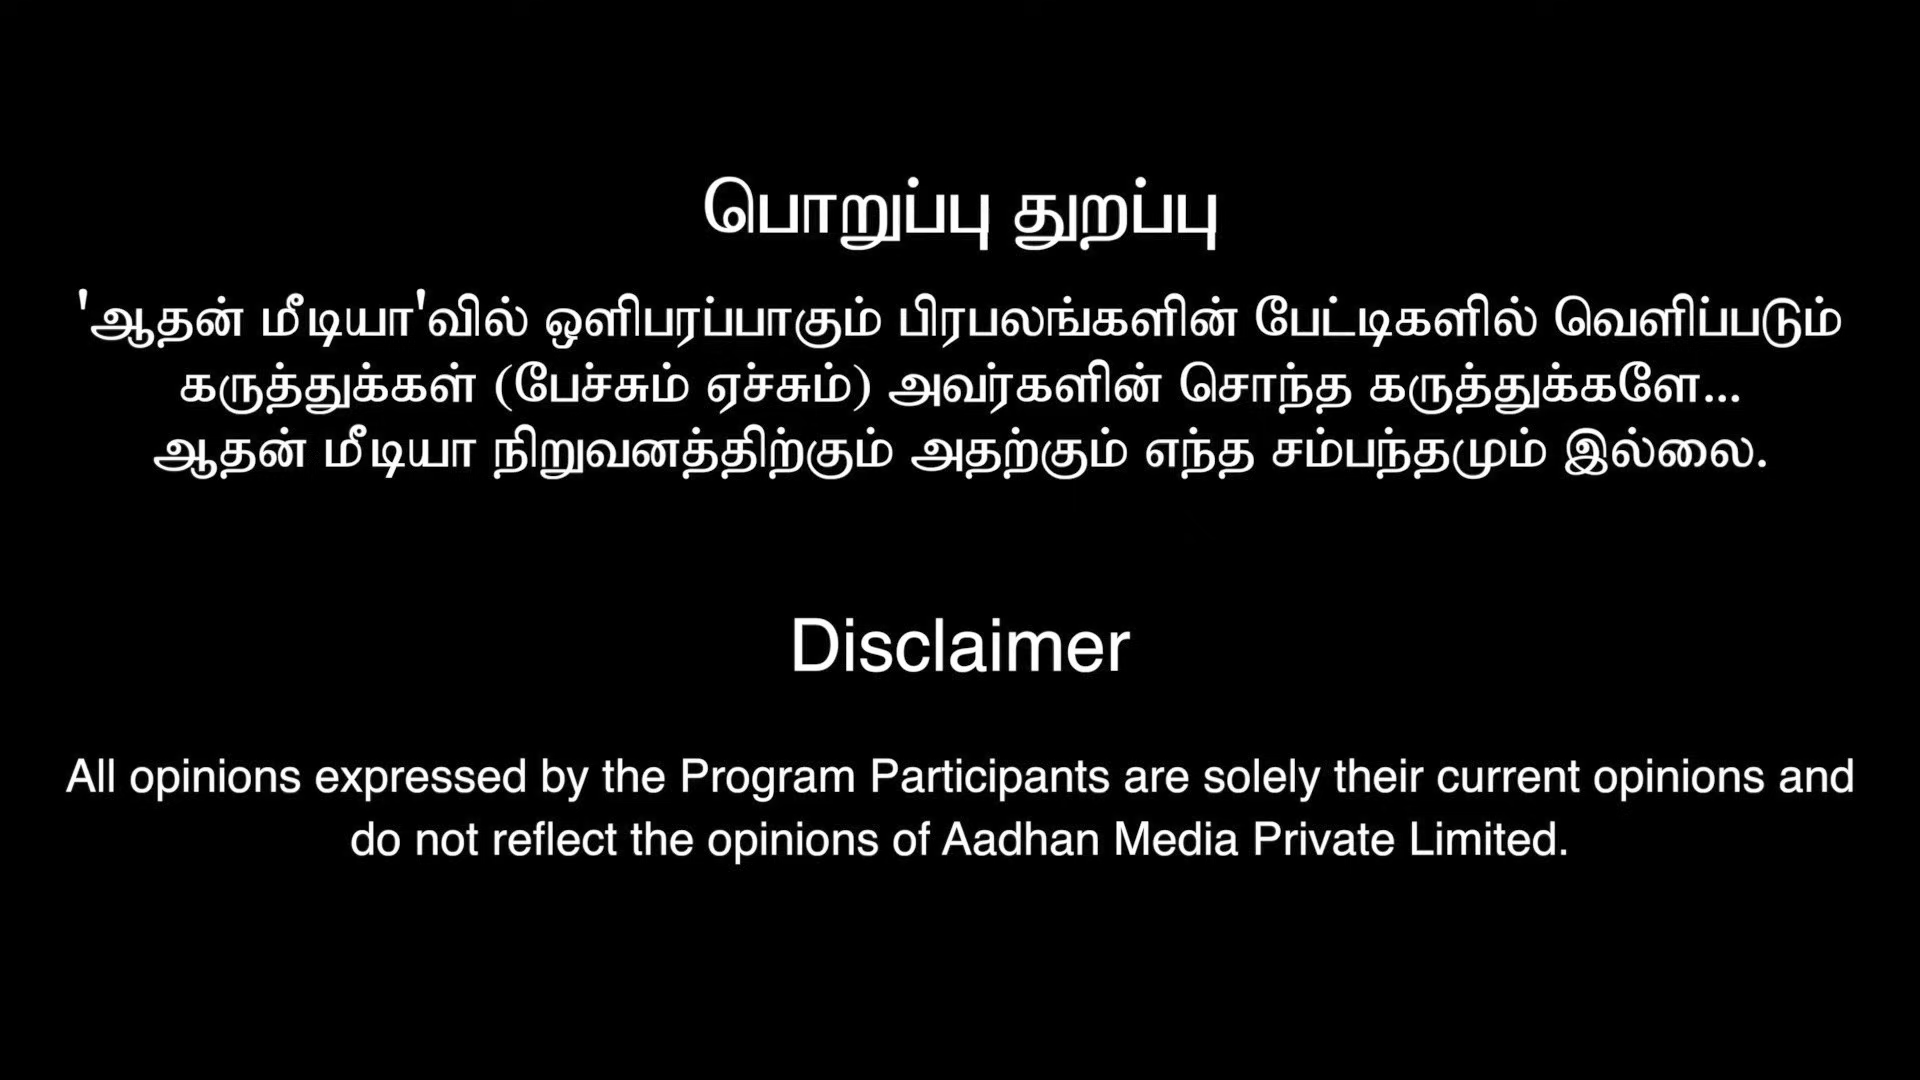 பொறுப்பு துறப்பு
'ஆதன் மீடியா'வில் ஒளிபரப்பாகும் பிரபலங்களின் பேட்டிகளில் வெளிப்படும்
கருத்துக்கள் (பேச்சும் ஏச்சும்) அவர்களின் சொந்த கருத்துக்களே...
ஆதன் மீடியா நிறுவனத்திற்கும் அதற்கும் எந்த சம்பந்தமும் இல்லை.
Disclaimer
All opinions expressed by the Program Participants are solely their current opinions and
do not reflect the opinions of Aadhan Media Private Limited.